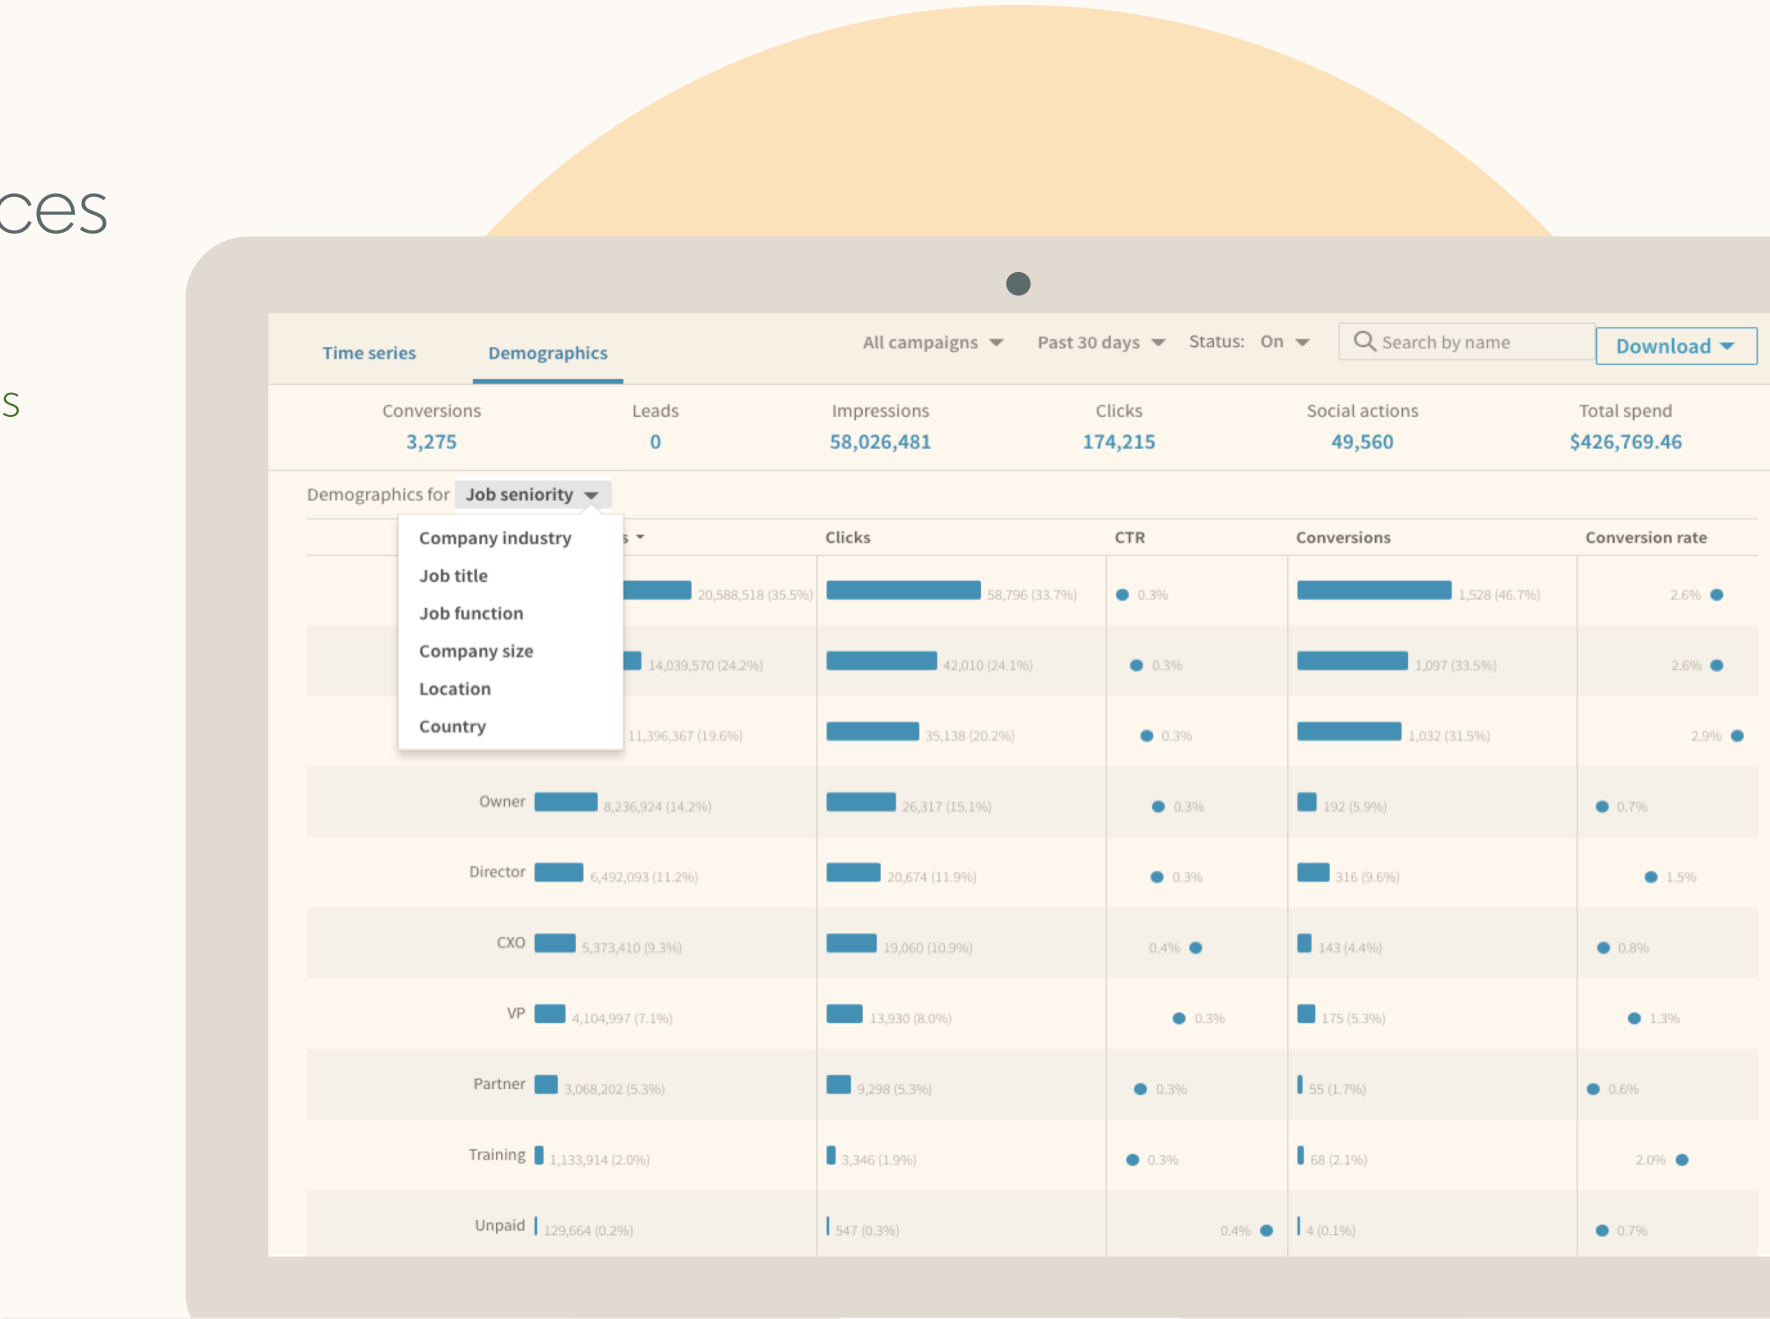 ces
s
Time series Demographics All campaigns Past 30 days Status: On Search by name Download
Conversions Leads Impressions Clicks Social actions Total spend
3,275 0 58,026,481 174,215 49,560 $426,769.46
Demographics for Job seniority
Company industry
Job title
Job function
Company size
Location
Country
s Clicks CTR Conversions Conversion rate
20,588,518 (35.5%) 58,796 (33.7%) 0.3% 1,528 (46.7%) 2.6%
14,039,570 (24.2%) 42,010 (24.1%) 0.3% 1,097 (33.5%) 2.6%
11,396,367 (19.6%) 35,138 (20.2%) 0.3% 1,032 (31.5%) 2.9%
Owner 8,236,924 (14.2%) 26,317 (15.1%) 0.3% 192 (5.9%) 0.7%
Director 6,492,093 (11.2%) 20,674 (11.9%) 0.3% 316 (9.6%) 1.5%
CXO 5,373,410 (9.3%) 19,060 (10.9%) 0.4% 143 (4.4%) 0.8%
VP 4,104,997 (7.1%) 13,930 (8.0%) 0.3% 175 (5.3%) 1.3%
Partner 3,068,202 (5.3%) 9,298 (5.3%) 0.3% 55 (1.7%) 0.6%
Training 1,133,914 (2.0%) 3,346 (1.9%) 0.3% 68 (2.1%) 2.0%
Unpaid 129,664 (0.2%) 547 (0.3%) 0.4% 4 (0.1%) 0.7%